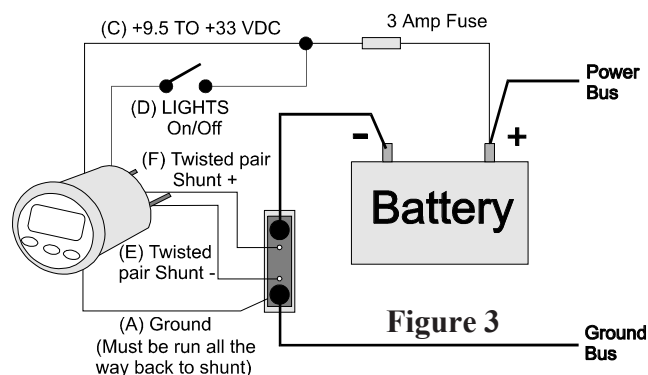 (C) +9.5 TO +33 VDC
3 Amp Fuse
Power
Bus
(D) LIGHTS
On/Off
- +
(F) Twisted pair
Shunt +
Battery
(E) Twisted
pair Shunt -
(A) Ground
(Must be run all the
way back to shunt)
Figure 3
Ground
Bus